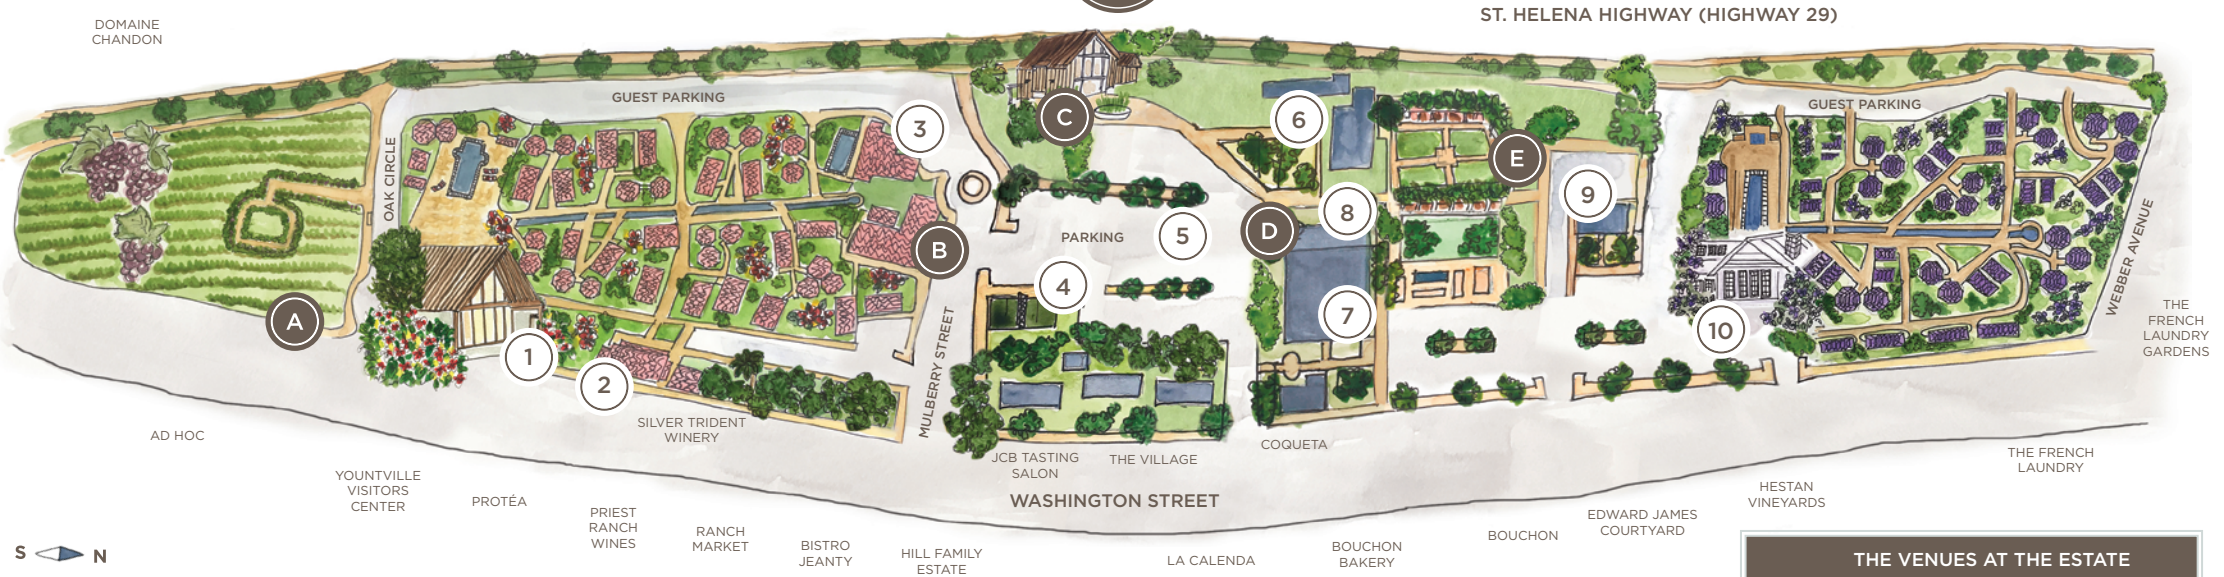 ST. HELENA HIGHWAY (HIGHWAY 29)
DOMAINE
CHANDON
GUEST PARKING
GUEST PARKING
OAK CIRCLE
3
C
6
E
9
8
5
D
PARKING
B
4
7
A
1
2
10
MULBERRY STREET
WEBBER AVENUE
THE
FRENCH
LAUNDRY
GARDENS
SILVER TRIDENT
WINERY
AD HOC
JCB TASTING
SALON
THE VILLAGE
COQUETA
WASHINGTON STREET
THE FRENCH
LAUNDRY
YOUNTVILLE
VISITORS
CENTER
PROTÉA
PRIEST
RANCH
WINES
RANCH
MARKET
BISTRO
JEANTY
HILL FAMILY
ESTATE
LA CALENDA
BOUCHON
BAKERY
BOUCHON
EDWARD JAMES
COURTYARD
HESTAN
VINEYARDS
S N
THE VENUES AT THE ESTATE